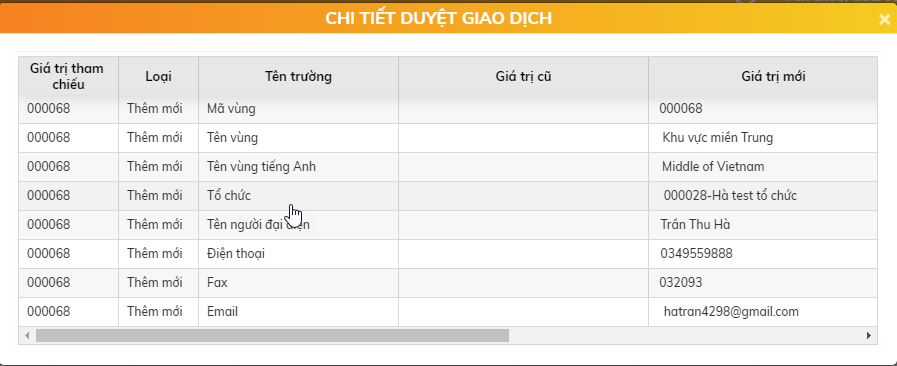 CHI TIẾT DUYỆT GIAO DỊCH
Giá trị tham chiếu Loại Tên trường Giá trị cũ Giá trị mới
000068 Thêm mới Mã vùng 000068
000068 Thêm mới Tên vùng Khu vực miền Trung
000068 Thêm mới Tên vùng tiếng Anh Middle of Vietnam
000068 Thêm mới Tổ chức 000028-Hà test tổ chức
000068 Thêm mới Tên người đại diện Trần Thu Hà
000068 Thêm mới Điện thoại 0349559888
000068 Thêm mới Fax 032093
000068 Thêm mới Email hatran4298@gmail.com